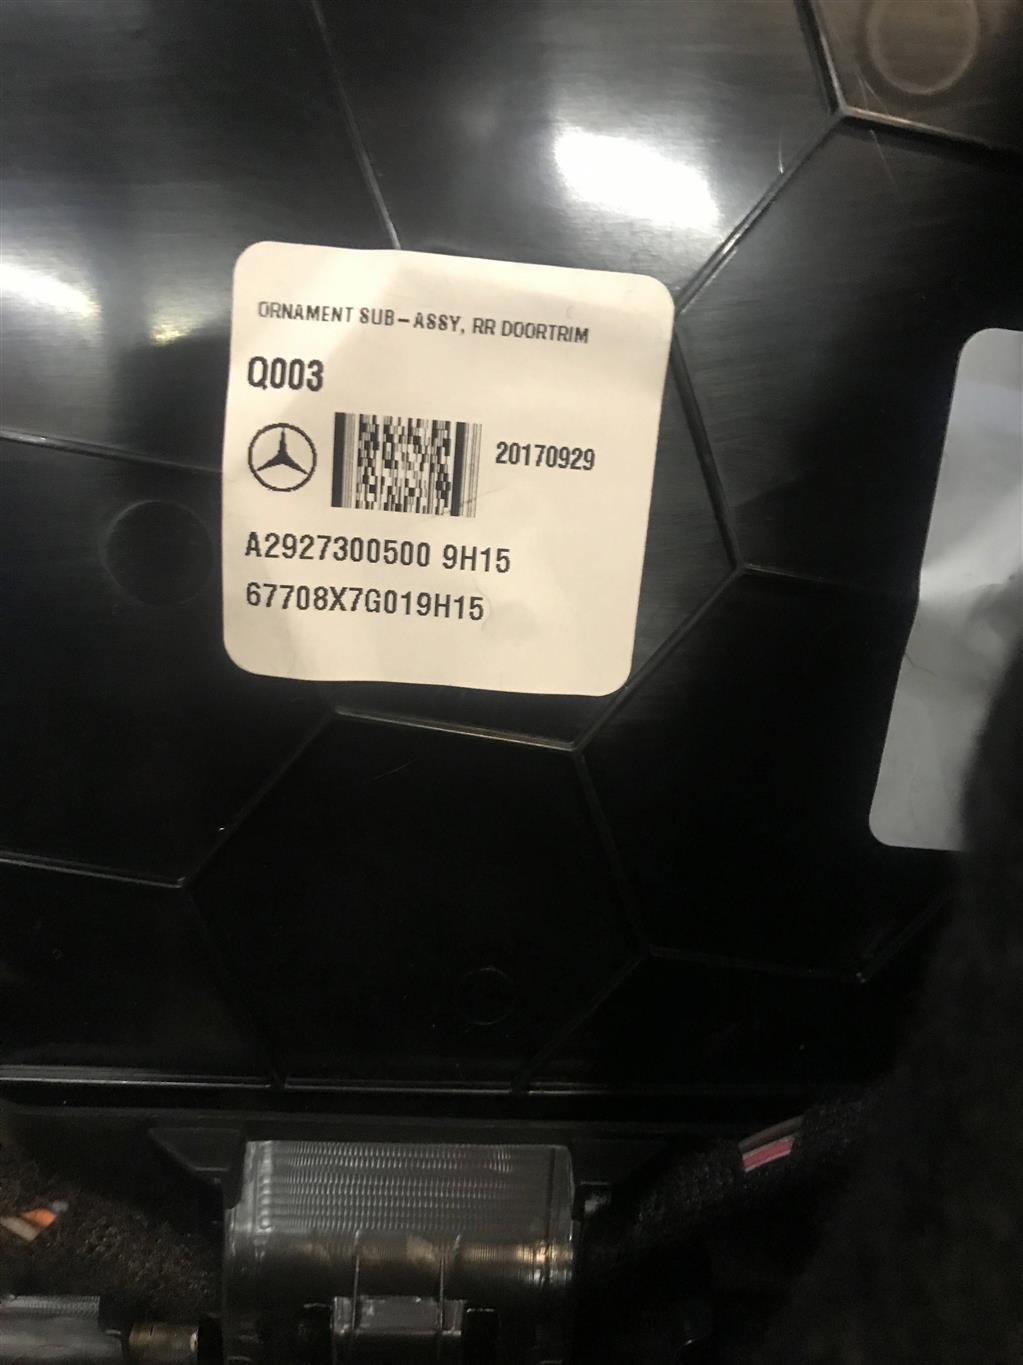 ORNAMENT SUB-ASSY, RR DOORTRIM
Q003
20170929
A2927300500 9H15
67708X7G019H15